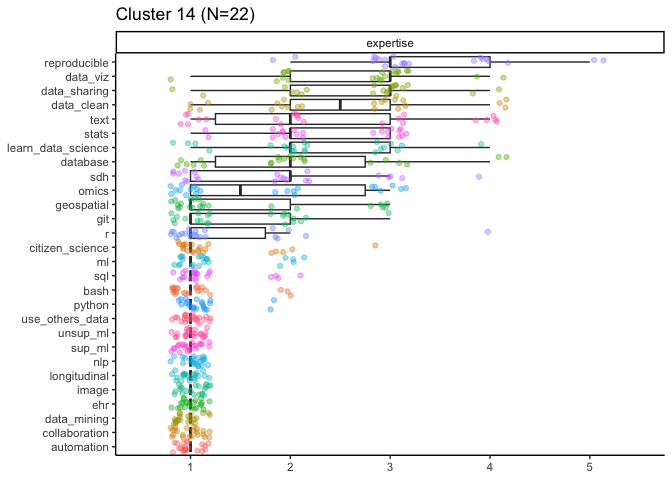 Cluster 14 (N=22)
expertise
reproducible
data_viz
data_sharing
data_clean
text
stats
learn_data_science
database
sdh
omics
geospatial
git
r
citizen_science
ml
sql
bash
python
use_others_data
unsup_ml
sup_ml
nlp
longitudinal
image
ehr
data_mining
collaboration
automation
1 2 3 4 5